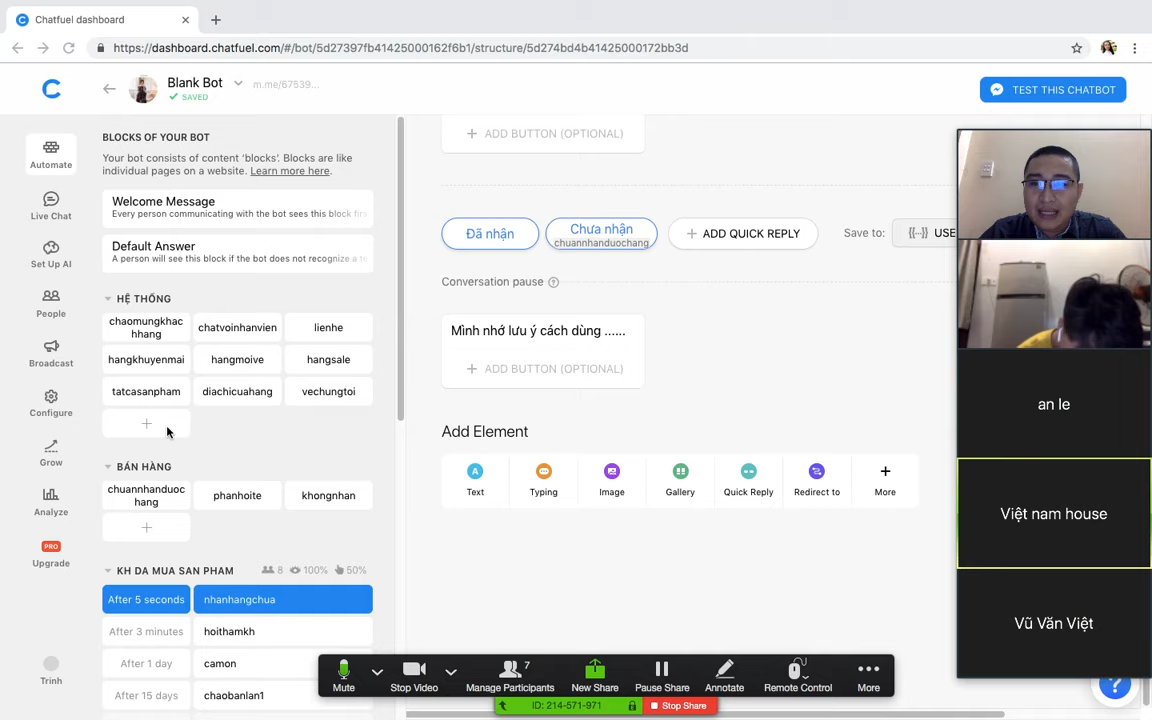 Chatfuel dashboard
https://dashboard.chatfuel.com/#/bot/5d27397fb41425000162f6b1/structure/5d274bd4b41425000172bb3d
Blank Bot
m.me/67539...
SAVED
TEST THIS CHATBOT
Automate
Live Chat
Set Up AI
People
Broadcast
Configure
Grow
Analyze
PRO
Upgrade
Trinh
BLOCKS OF YOUR BOT
Your bot consists of content 'blocks'. Blocks are like
individual pages on a website. Learn more here.
Welcome Message
Every person communicating with the bot sees this block
Default Answer
A person will see this block if the bot does not recognize a
HỆ THỐNG
chaomungkhac
hhang
chatvoinhanvien
lienhe
hangkhuyenmai
hangmoive
hangsale
tatcasanpham
diachicuahang
vechungtoi
BÁN HÀNG
chuannhanduoc
hang
phanhoite
khongnhan
KH DA MUA SAN PHAM
8
100%
50%
After 5 seconds
nhanhangchua
After 3 minutes
hoithamkh
After 1 day
camon
After 15 days
chaobanlan1
ADD BUTTON (OPTIONAL)
Đã nhận
Chưa nhận
chuannhanduochang
ADD QUICK REPLY
Save to:
{{...}} USE
Conversation pause
Mình nhớ lưu ý cách dùng ......
ADD BUTTON (OPTIONAL)
Add Element
Text
Typing
Image
Gallery
Quick Reply
Redirect to
More
an le
Việt nam house
Vũ Văn Việt
Mute
Stop Video
7
Manage Participants
New Share
Pause Share
Annotate
Remote Control
More
ID: 214-571-971
Stop Share